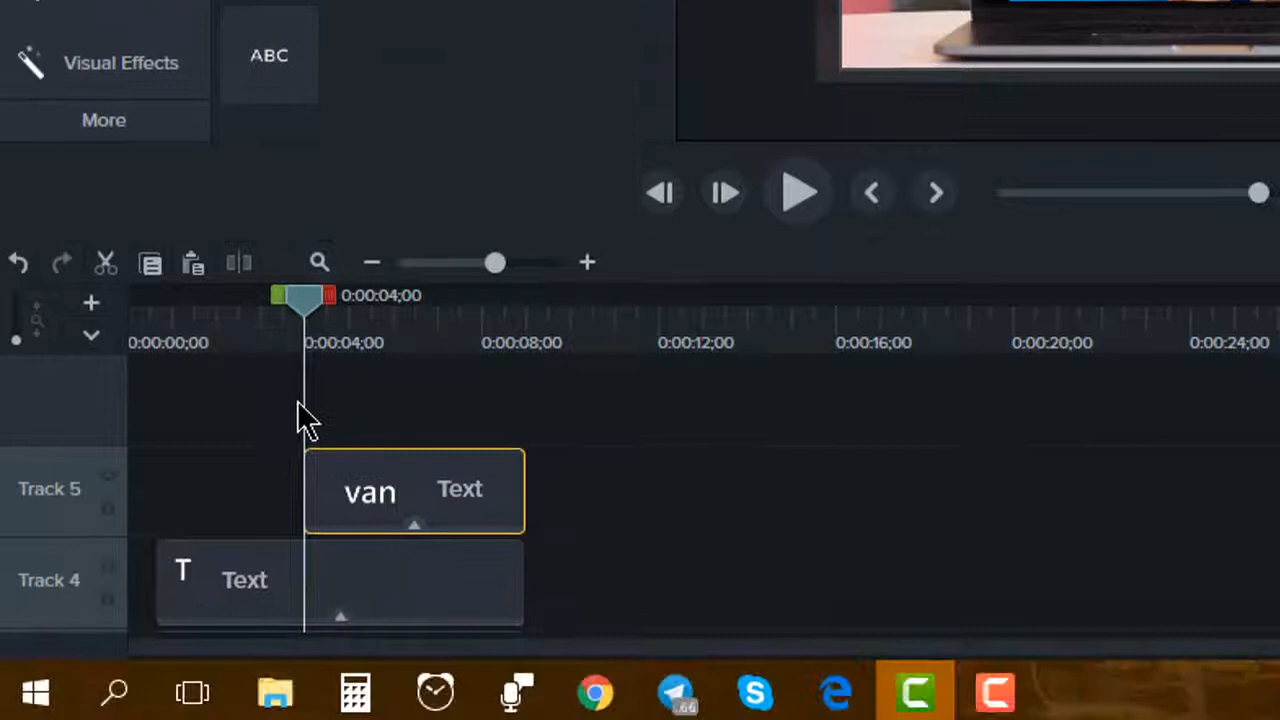 Visual Effects
ABC
More
0:00:04;00
0:00:00;00 0:00:04;00 0:00:08;00 0:00:12;00 0:00:16;00 0:00:20;00 0:00:24;00
Track 5
van Text
Track 4
T Text
66